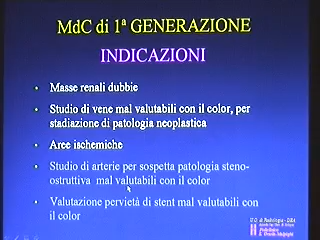 MdC di 1ª GENERAZIONE
INDICAZIONI
• Masse renali dubbie
• Studio di vene mal valutabili con il color, per
stadiazione di patologia neoplastica
• Aree ischemiche
• Studio di arterie per sospetta patologia steno-
ostruttiva mal valutabili con il color
• Valutazione pervietà di stent mal valutabili con
il color